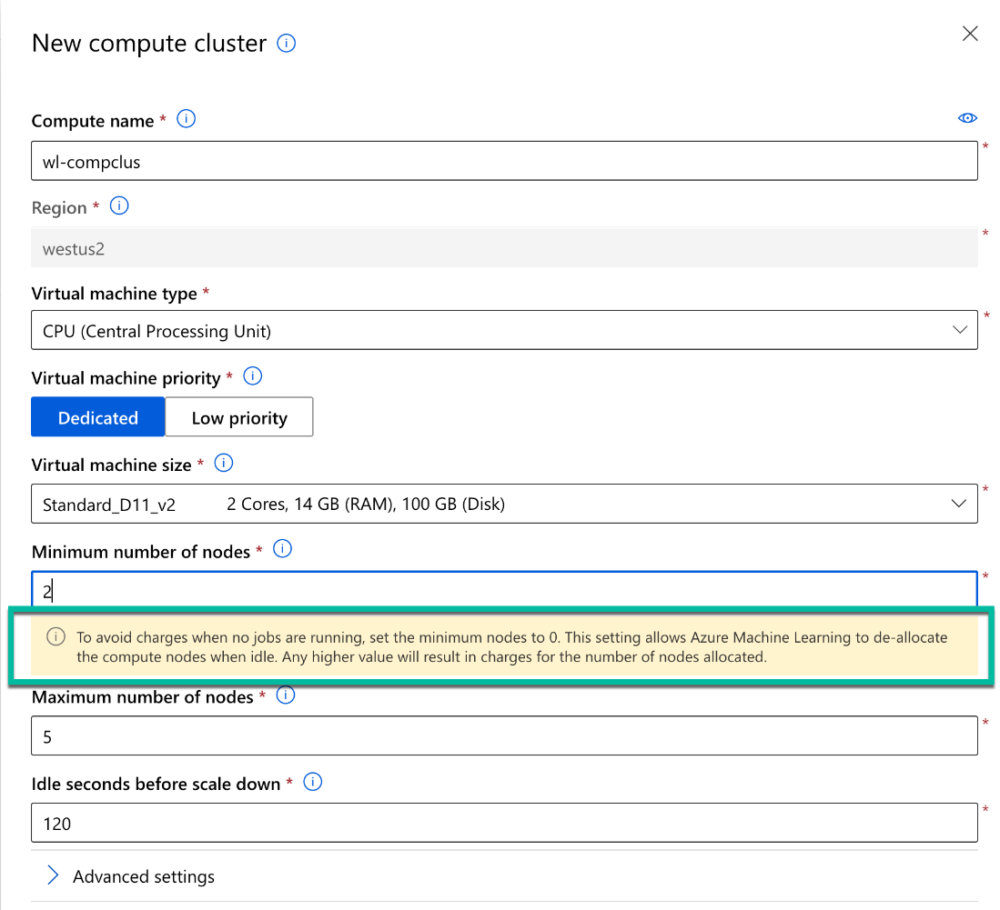 New compute cluster
Compute name *
*
wl-compclus
Region *
*
westus2
Virtual machine type *
*
CPU (Central Processing Unit)
Virtual machine priority *
Dedicated Low priority
Virtual machine size *
*
Standard_D11_v2 2 Cores, 14 GB (RAM), 100 GB (Disk)
Minimum number of nodes *
*
2
To avoid charges when no jobs are running, set the minimum nodes to 0. This setting allows Azure Machine Learning to de-allocate
the compute nodes when idle. Any higher value will result in charges for the number of nodes allocated.
Maximum number of nodes *
*
5
Idle seconds before scale down *
*
120
Advanced settings